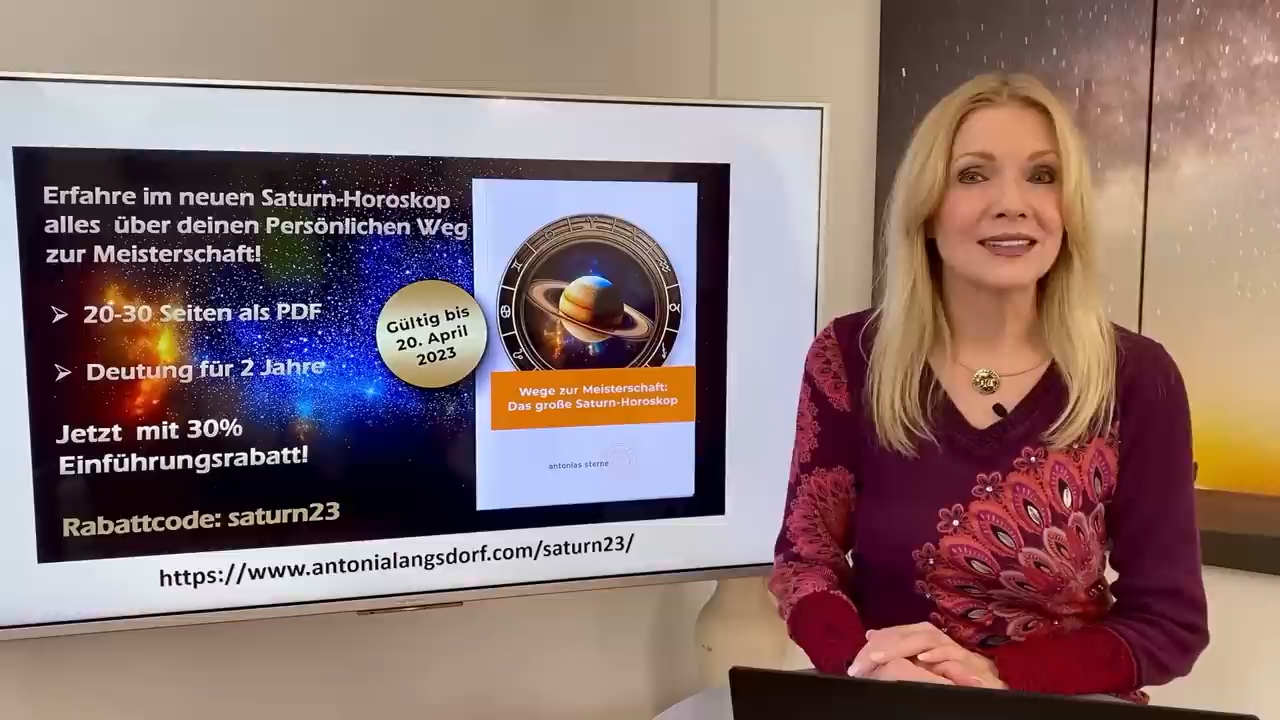 Erfahre im neuen Saturn-Horoskop
alles über deinen Persönlichen Weg
zur Meisterschaft!
➢ 20-30 Seiten als PDF
➢ Deutung für 2 Jahre
Jetzt mit 30%
Einführungsrabatt!
Rabattcode: saturn23
Gültig bis
20. April
2023
Wege zur Meisterschaft:
Das große Saturn-Horoskop
antonias sterne
https://www.antonialangsdorf.com/saturn23/